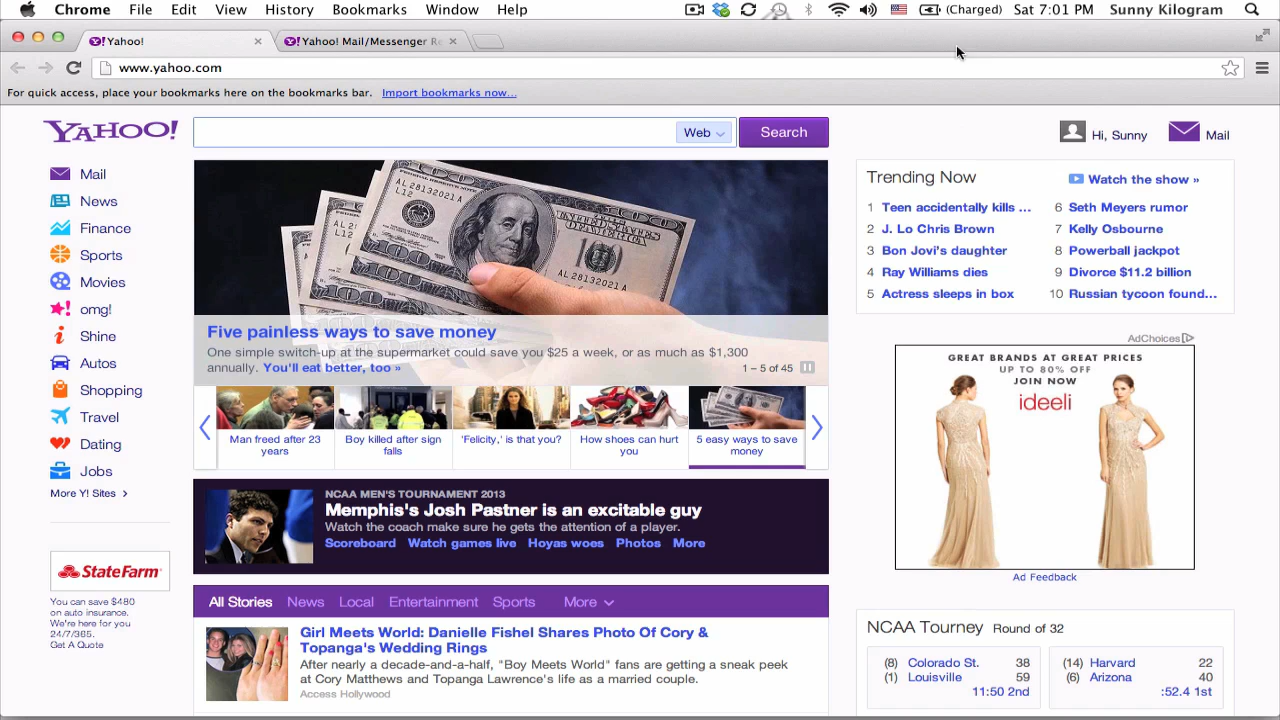 Chrome File Edit View History Bookmarks Window Help (Charged) Sat 7:01 PM Sunny Kilogram
Yahoo! Yahoo! Mail/Messenger Re
www.yahoo.com
For quick access, place your bookmarks here on the bookmarks bar. Import bookmarks now...
YAHOO! Web Search Hi, Sunny Mail
Mail
News
Finance
Sports
Movies
omg!
Shine
Autos
Shopping
Travel
Dating
Jobs
More Y! Sites >
StateFarm
You can save $480
on auto insurance.
We're here for you
24/7/365.
Get A Quote
AL 28132021 A
Five painless ways to save money
One simple switch-up at the supermarket could save you $25 a week, or as much as $1,300
annually. You'll eat better, too » 1 – 5 of 45
Man freed after 23
years
Boy killed after sign
falls
'Felicity,' is that you?
How shoes can hurt
you
5 easy ways to save
money
NCAA MEN'S TOURNAMENT 2013
Memphis's Josh Pastner is an excitable guy
Watch the coach make sure he gets the attention of a player.
Scoreboard Watch games live Hoyas woes Photos More
All Stories News Local Entertainment Sports More
Girl Meets World: Danielle Fishel Shares Photo Of Cory &
Topanga's Wedding Rings
After nearly a decade-and-a-half, "Boy Meets World" fans are getting a sneak peek
at Cory Matthews and Topanga Lawrence's life as a married couple.
Access Hollywood
Trending Now Watch the show »
1 Teen accidentally kills ...
2 J. Lo Chris Brown
3 Bon Jovi's daughter
4 Ray Williams dies
5 Actress sleeps in box
6 Seth Meyers rumor
7 Kelly Osbourne
8 Powerball jackpot
9 Divorce $11.2 billion
10 Russian tycoon found...
AdChoices
GREAT BRANDS AT GREAT PRICES
UP TO 80% OFF
JOIN NOW
ideeli
Ad Feedback
NCAA Tourney Round of 32
(8) Colorado St. 38
(1) Louisville 59
11:50 2nd
(14) Harvard 22
(6) Arizona 40
:52.4 1st